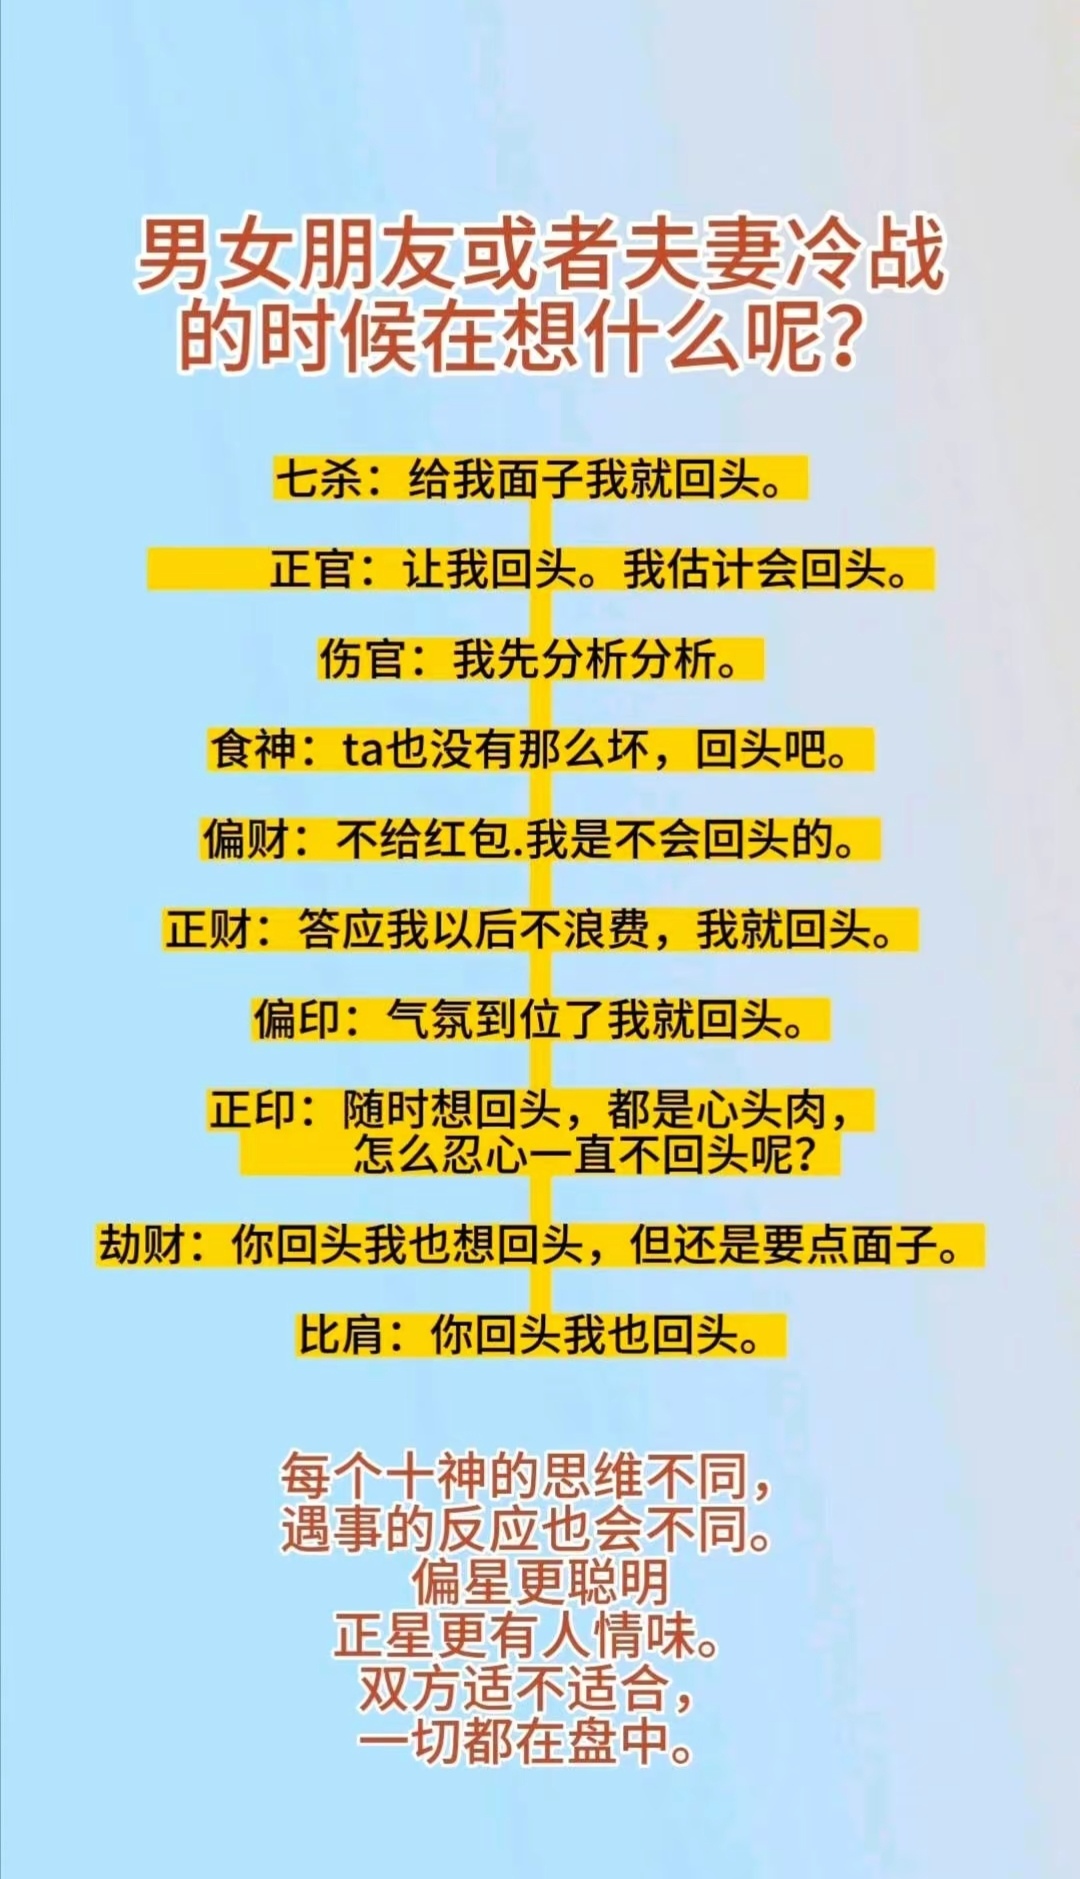 男女朋友或者夫妻冷战
的时候在想什么呢？
七杀：给我面子我就回头。
正官：让我回头。我估计会回头。
伤官：我先分析分析。
食神：ta也没有那么坏，回头吧。
偏财：不给红包.我是不会回头的。
正财：答应我以后不浪费，我就回头。
偏印：气氛到位了我就回头。
正印：随时想回头，都是心头肉，
怎么忍心一直不回头呢？
劫财：你回头我也想回头，但还是要点面子。
比肩：你回头我也回头。
每个十神的思维不同，
遇事的反应也会不同。
偏星更聪明
正星更有人情味。
双方适不适合，
一切都在盘中。